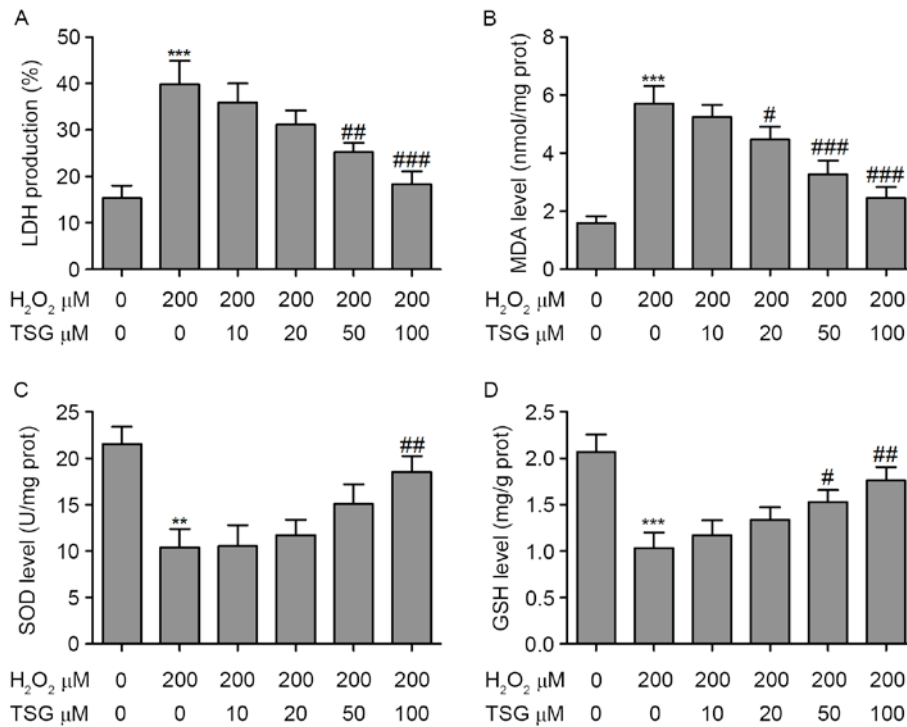 A
LDH production (%)
50
40
30
20
10
0
***
##
###
H₂O₂ μM 0 200 200 200 200 200
TSG μM 0 0 10 20 50 100
B
MDA level (nmol/mg prot)
8
6
4
2
0
***
#
###
###
H₂O₂ μM 0 200 200 200 200 200
TSG μM 0 0 10 20 50 100
C
SOD level (U/mg prot)
25
20
15
10
5
0
**
##
H₂O₂ μM 0 200 200 200 200 200
TSG μM 0 0 10 20 50 100
D
GSH level (mg/g prot)
2.5
2.0
1.5
1.0
0.5
0.0
***
#
##
H₂O₂ μM 0 200 200 200 200 200
TSG μM 0 0 10 20 50 100